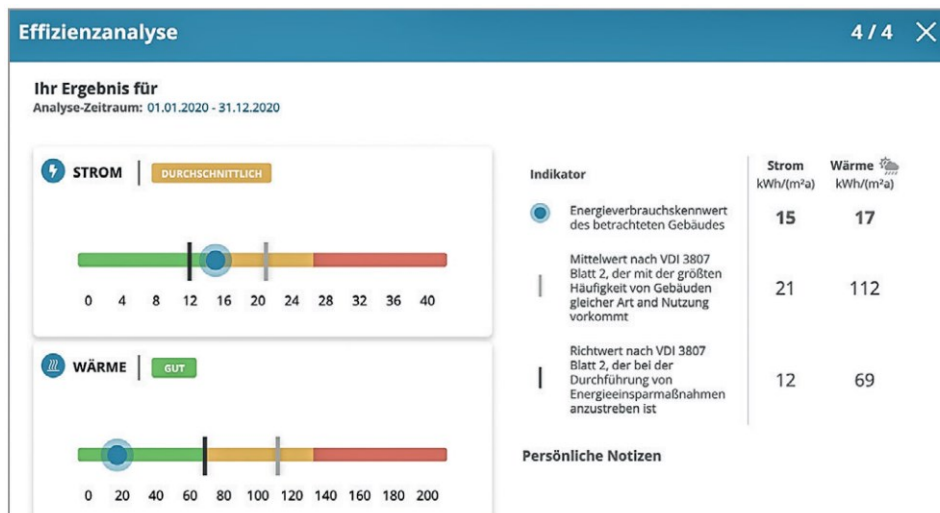 Effizienzanalyse
4 / 4
Ihr Ergebnis für
Analyse-Zeitraum: 01.01.2020 - 31.12.2020
STROM
DURCHSCHNITTLICH
0 4 8 12 16 20 24 28 32 36 40
WÄRME
GUT
0 20 40 60 80 100 120 140 160 180 200
Indikator
Strom
kWh/(m²a)
Wärme
kWh/(m²a)
Energieverbrauchskennwert
des betrachteten Gebäudes
15 17
Mittelwert nach VDI 3807
Blatt 2, der mit der größten
Häufigkeit von Gebäuden
gleicher Art and Nutzung
vorkommt
21 112
Richtwert nach VDI 3807
Blatt 2, der bei der
Durchführung von
Energieeinsparmaßnahmen
anzustreben ist
12 69
Persönliche Notizen